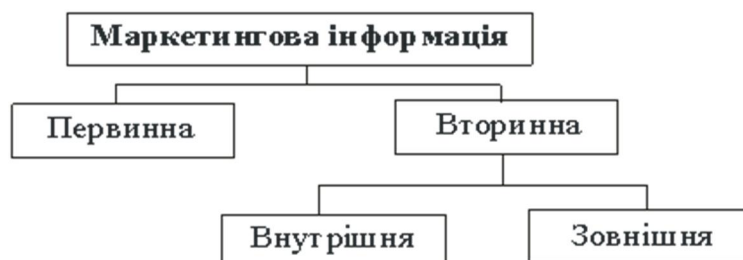 Маркетингова інформація
Первинна
Вторинна
Внутрішня
Зовнішня